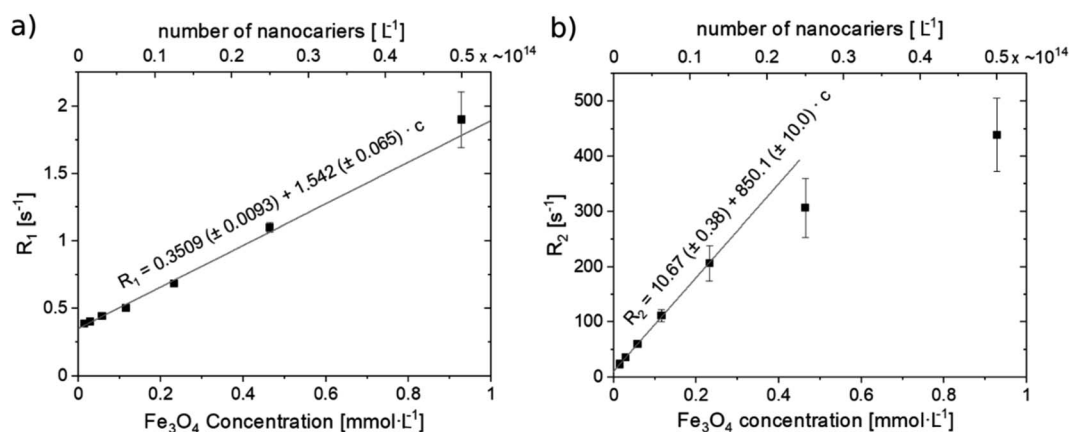 a)
number of nanocariers [ L⁻¹]
0 0.1 0.2 0.3 0.4 0.5 x ~10¹⁴
2
1.5
1
0.5
0
R₁ [s⁻¹]
R₁ = 0.3509 (± 0.0093) + 1.542 (± 0.065) · c
0 0.2 0.4 0.6 0.8 1
Fe₃O₄ Concentration [mmol·L⁻¹]
b)
number of nanocariers [ L⁻¹]
0 0.1 0.2 0.3 0.4 0.5 x ~10¹⁴
500
400
300
200
100
0
R₂ [s⁻¹]
R₂ = 10.67 (± 0.38) + 850.1 (± 10.0) · c
0 0.2 0.4 0.6 0.8 1
Fe₃O₄ concentration [mmol·L⁻¹]